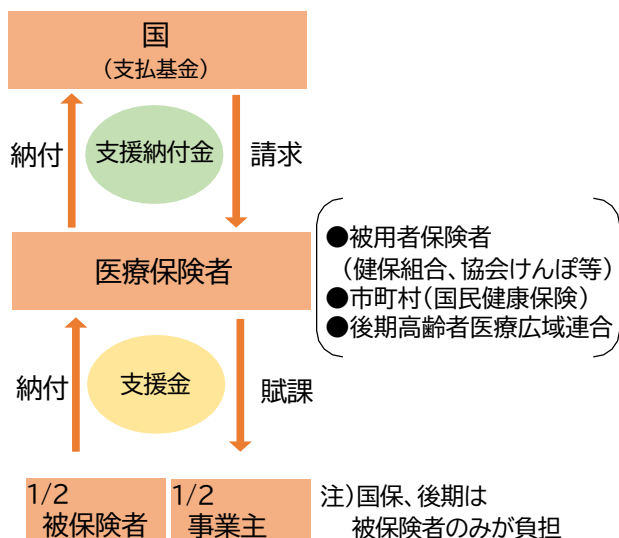 国
（支払基金）
納付
支援納付金
請求
医療保険者
●被用者保険者
（健保組合、協会けんぽ等）
●市町村（国民健康保険）
●後期高齢者医療広域連合
納付
支援金
賦課
1/2
被保険者
1/2
事業主
注）国保、後期は
被保険者のみが負担